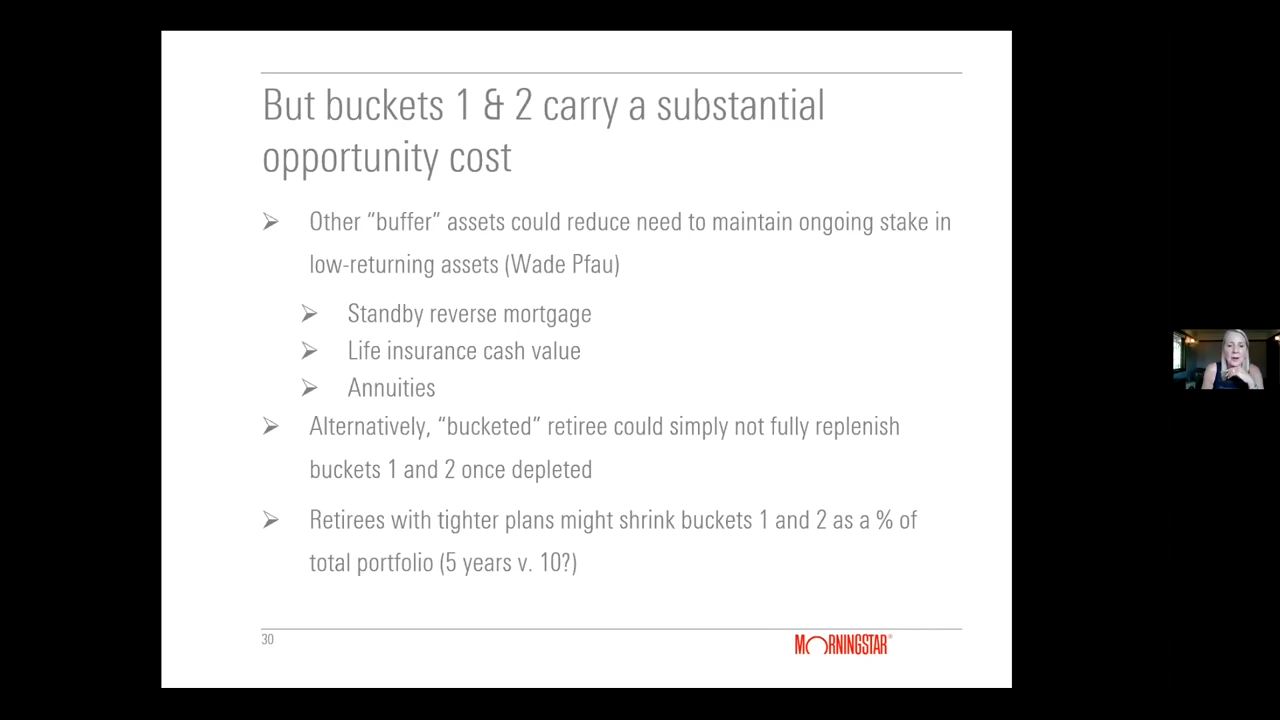 But buckets 1 & 2 carry a substantial
opportunity cost
➢ Other “buffer” assets could reduce need to maintain ongoing stake in
low-returning assets (Wade Pfau)
➢ Standby reverse mortgage
➢ Life insurance cash value
➢ Annuities
➢ Alternatively, “bucketed” retiree could simply not fully replenish
buckets 1 and 2 once depleted
➢ Retirees with tighter plans might shrink buckets 1 and 2 as a % of
total portfolio (5 years v. 10?)
30
MORNINGSTAR®